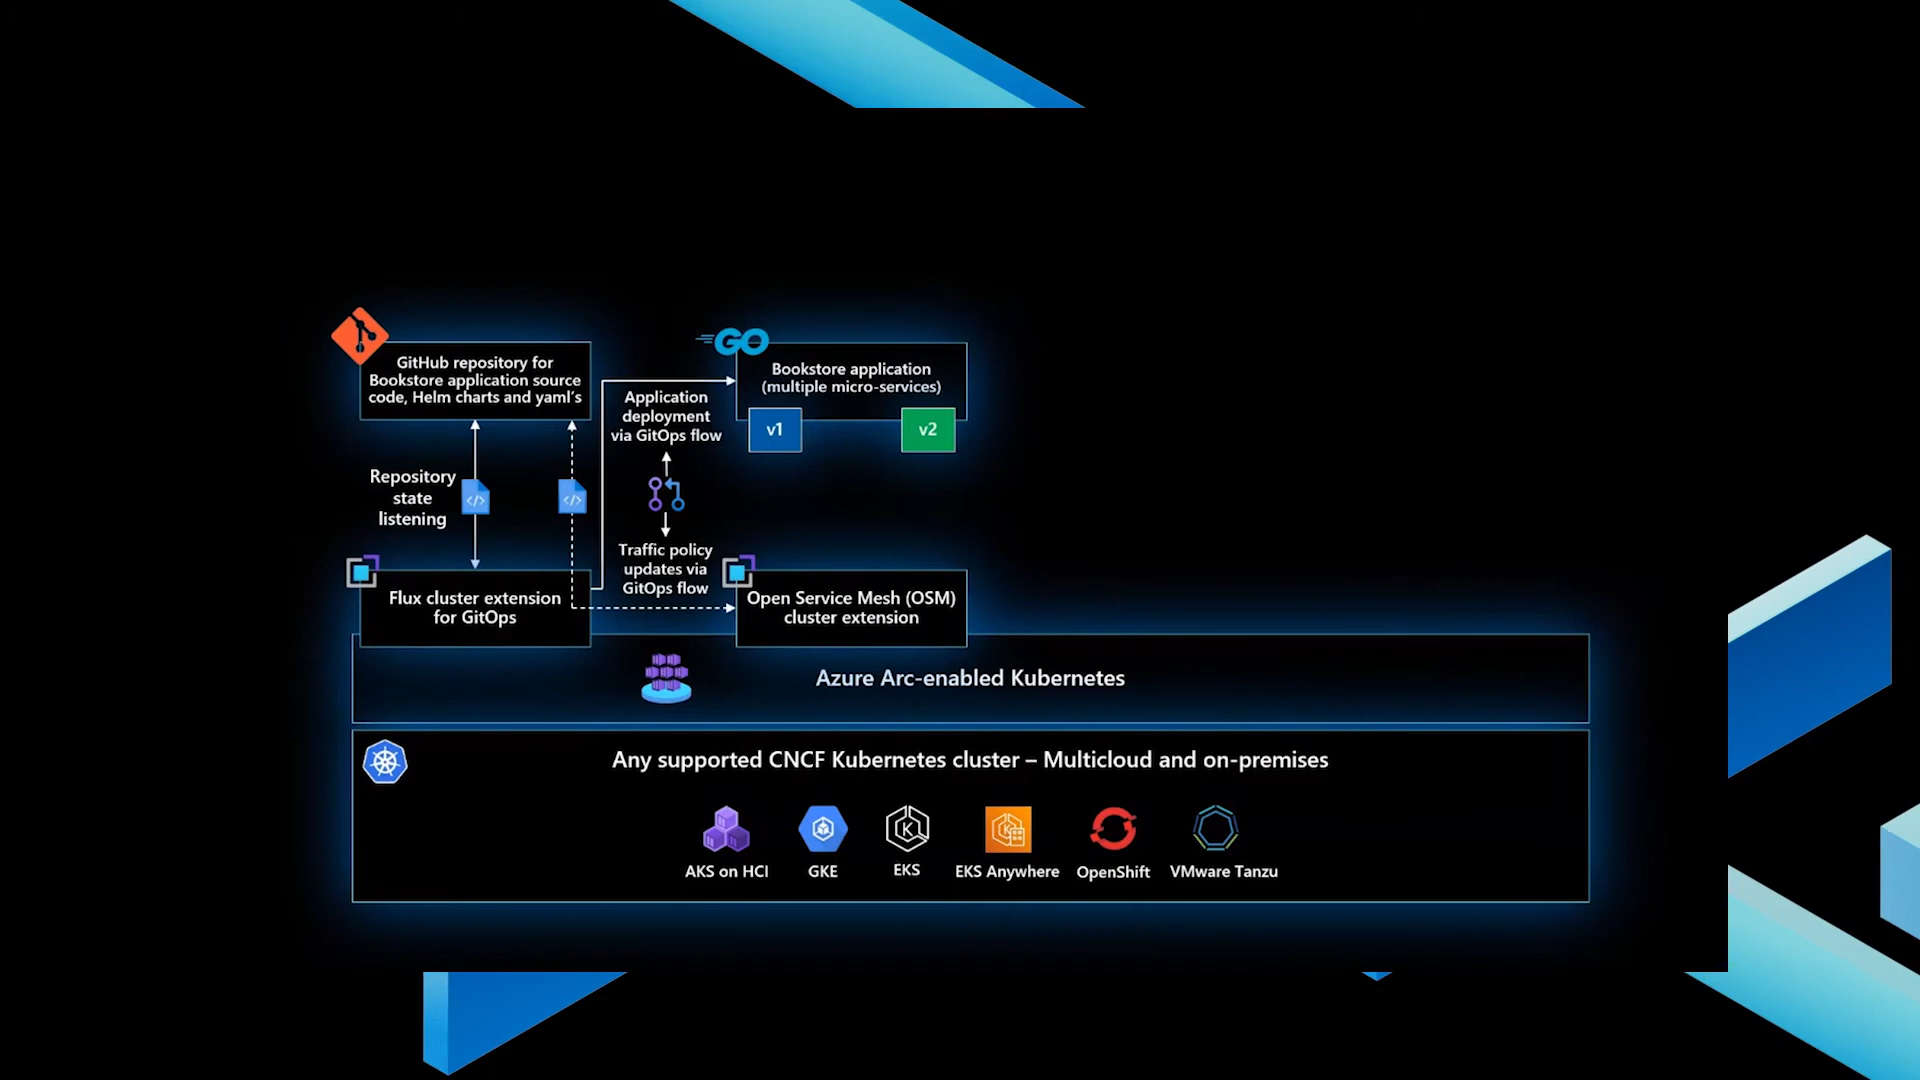 GO
GitHub repository for
Bookstore application source
code, Helm charts and yaml's
Application
deployment
via GitOps flow
Bookstore application
(multiple micro-services)
v1
v2
Repository
state
listening
</>
</>
Traffic policy
updates via
GitOps flow
Flux cluster extension
for GitOps
Open Service Mesh (OSM)
cluster extension
Azure Arc-enabled Kubernetes
Any supported CNCF Kubernetes cluster – Multicloud and on-premises
K
K
AKS on HCI
GKE
EKS
EKS Anywhere
OpenShift
VMware Tanzu